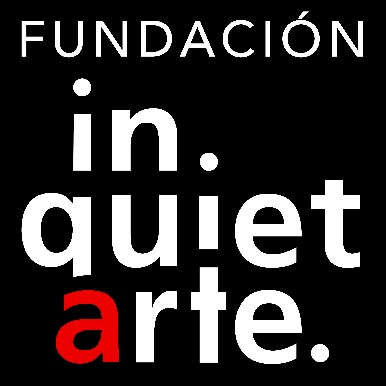 FUNDACIÓN
in.
quiet
arte.